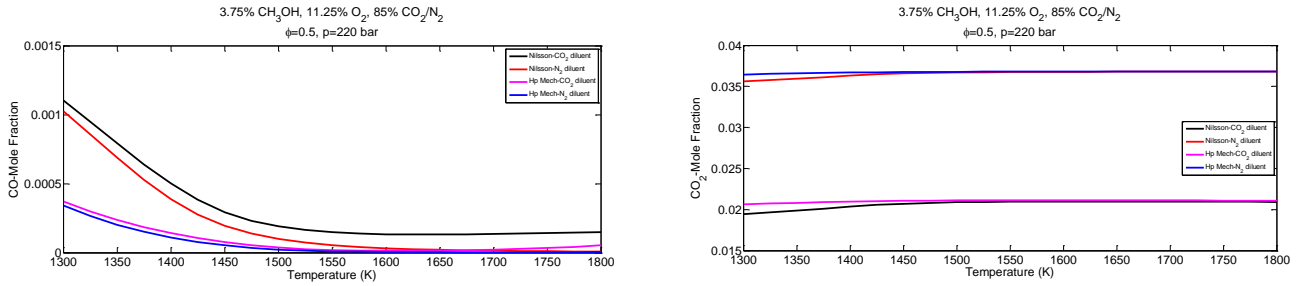 3.75% CH₃OH, 11.25% O₂, 85% CO₂/N₂
ϕ=0.5, p=220 bar
0.0015
0.001
0.0005
0
CO-Mole Fraction
Nilsson-CO₂ diluent
Nilsson-N₂ diluent
Hp Mech-CO₂ diluent
Hp Mech-N₂ diluent
1300 1350 1400 1450 1500 1550 1600 1650 1700 1750 1800
Temperature (K)
3.75% CH₃OH, 11.25% O₂, 85% CO₂/N₂
ϕ=0.5, p=220 bar
0.04
0.035
0.03
0.025
0.02
0.015
CO₂-Mole Fraction
Nilsson-CO₂ diluent
Nilsson-N₂ diluent
Hp Mech-CO₂ diluent
Hp Mech-N₂ diluent
1300 1350 1400 1450 1500 1550 1600 1650 1700 1750 1800
Temperature (K)